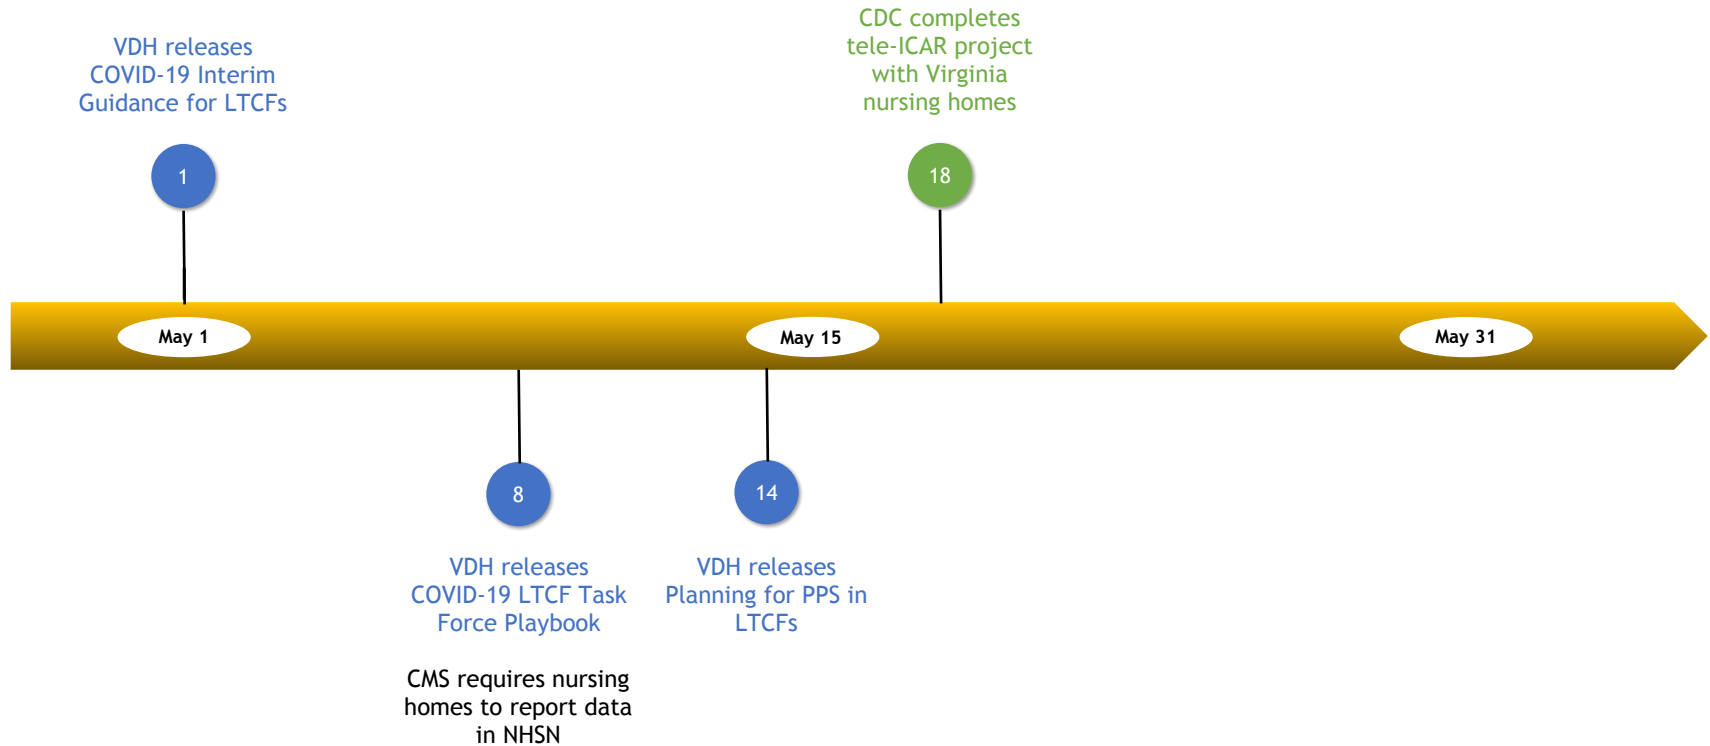 VDH releases
COVID-19 Interim
Guidance for LTCFs
1
CDC completes
tele-ICAR project
with Virginia
nursing homes
18
May 1
May 15
May 31
8
VDH releases
COVID-19 LTCF Task
Force Playbook
CMS requires nursing
homes to report data
in NHSN
14
VDH releases
Planning for PPS in
LTCFs